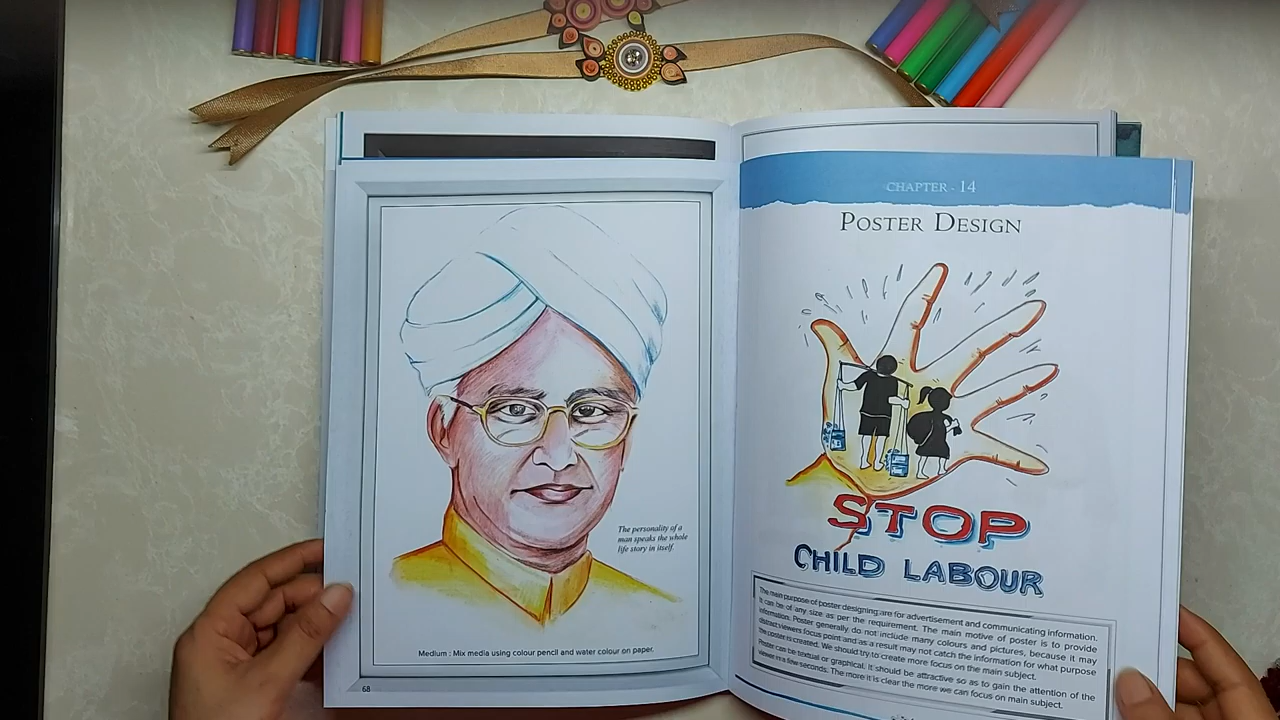 The personality of a
man speaks the whole
life story in itself.
Medium : Mix media using colour pencil and water colour on paper.
68
CHAPTER - 14
POSTER DESIGN
STOP
CHILD LABOUR
The main purpose of poster designing are for advertisement and communicating information.
It can be of any size as per the requirement. The main motive of poster is to provide
information. Poster generally do not include many colours and pictures, because it may
distract viewers focus point and as a result may not catch the information for what purpose
the poster is created. We should try to create more focus on the main subject.
Poster can be textual or graphical. It should be attractive so as to gain the attention of the
viewer in a few seconds. The more it is clear the more we can focus on main subject.